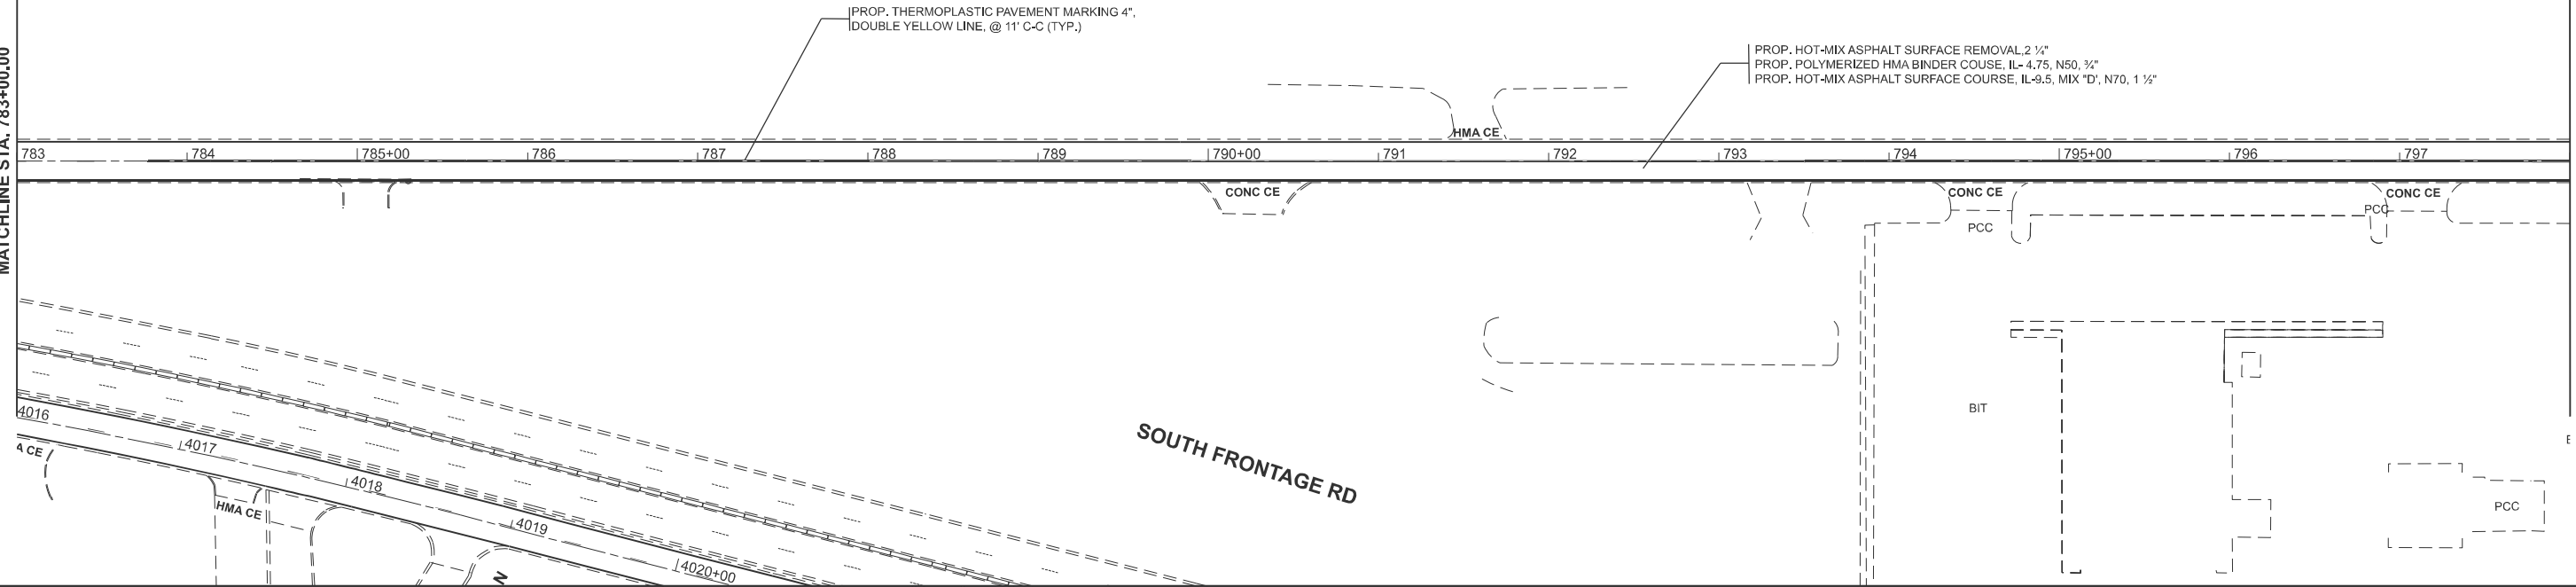 PROP. THERMOPLASTIC PAVEMENT MARKING 4",
DOUBLE YELLOW LINE, @ 11' C-C (TYP.)
PROP. HOT-MIX ASPHALT SURFACE REMOVAL,2 ¼"
PROP. POLYMERIZED HMA BINDER COUSE, IL- 4.75, N50, ¾"
PROP. HOT-MIX ASPHALT SURFACE COURSE, IL-9.5, MIX "D', N70, 1 ½"
MATCHLINE STA. 783+00.00
HMA CE
783 784 785+00 786 787 788 789 790+00 791 792 793 794 795+00 796 797
CONC CE CONC CE CONC CE
PCC
PCC
4016
4017
A CE
4018
HMA CE
4019
4020+00
N
SOUTH FRONTAGE RD
BIT
PCC